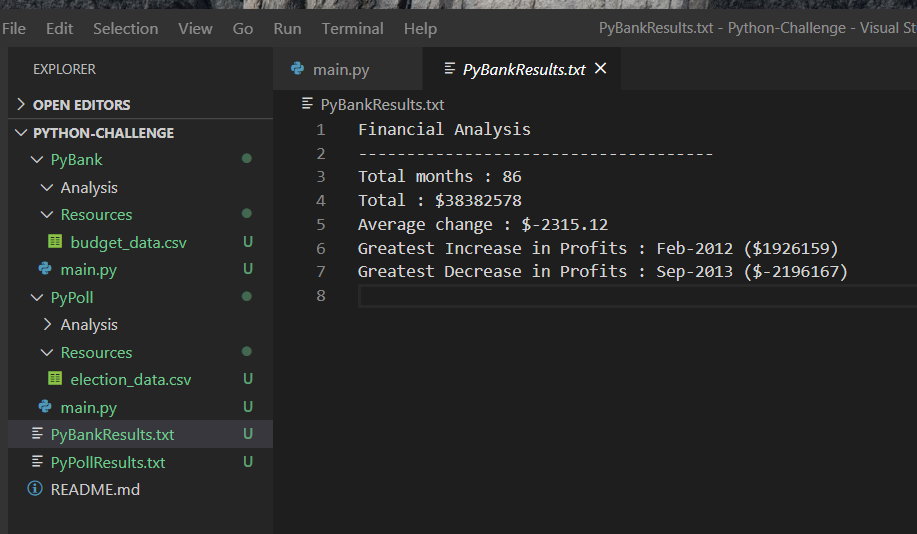 File Edit Selection View Go Run Terminal Help PyBankResults.txt - Python-Challenge - Visual St
EXPLORER
OPEN EDITORS
PYTHON-CHALLENGE
PyBank
Analysis
Resources
budget_data.csv U
main.py U
PyPoll
Analysis
Resources
election_data.csv U
main.py U
PyBankResults.txt U
PyPollResults.txt U
README.md
main.py PyBankResults.txt
PyBankResults.txt
1 Financial Analysis
2 -------------------------------------
3 Total months : 86
4 Total : $38382578
5 Average change : $-2315.12
6 Greatest Increase in Profits : Feb-2012 ($1926159)
7 Greatest Decrease in Profits : Sep-2013 ($-2196167)
8